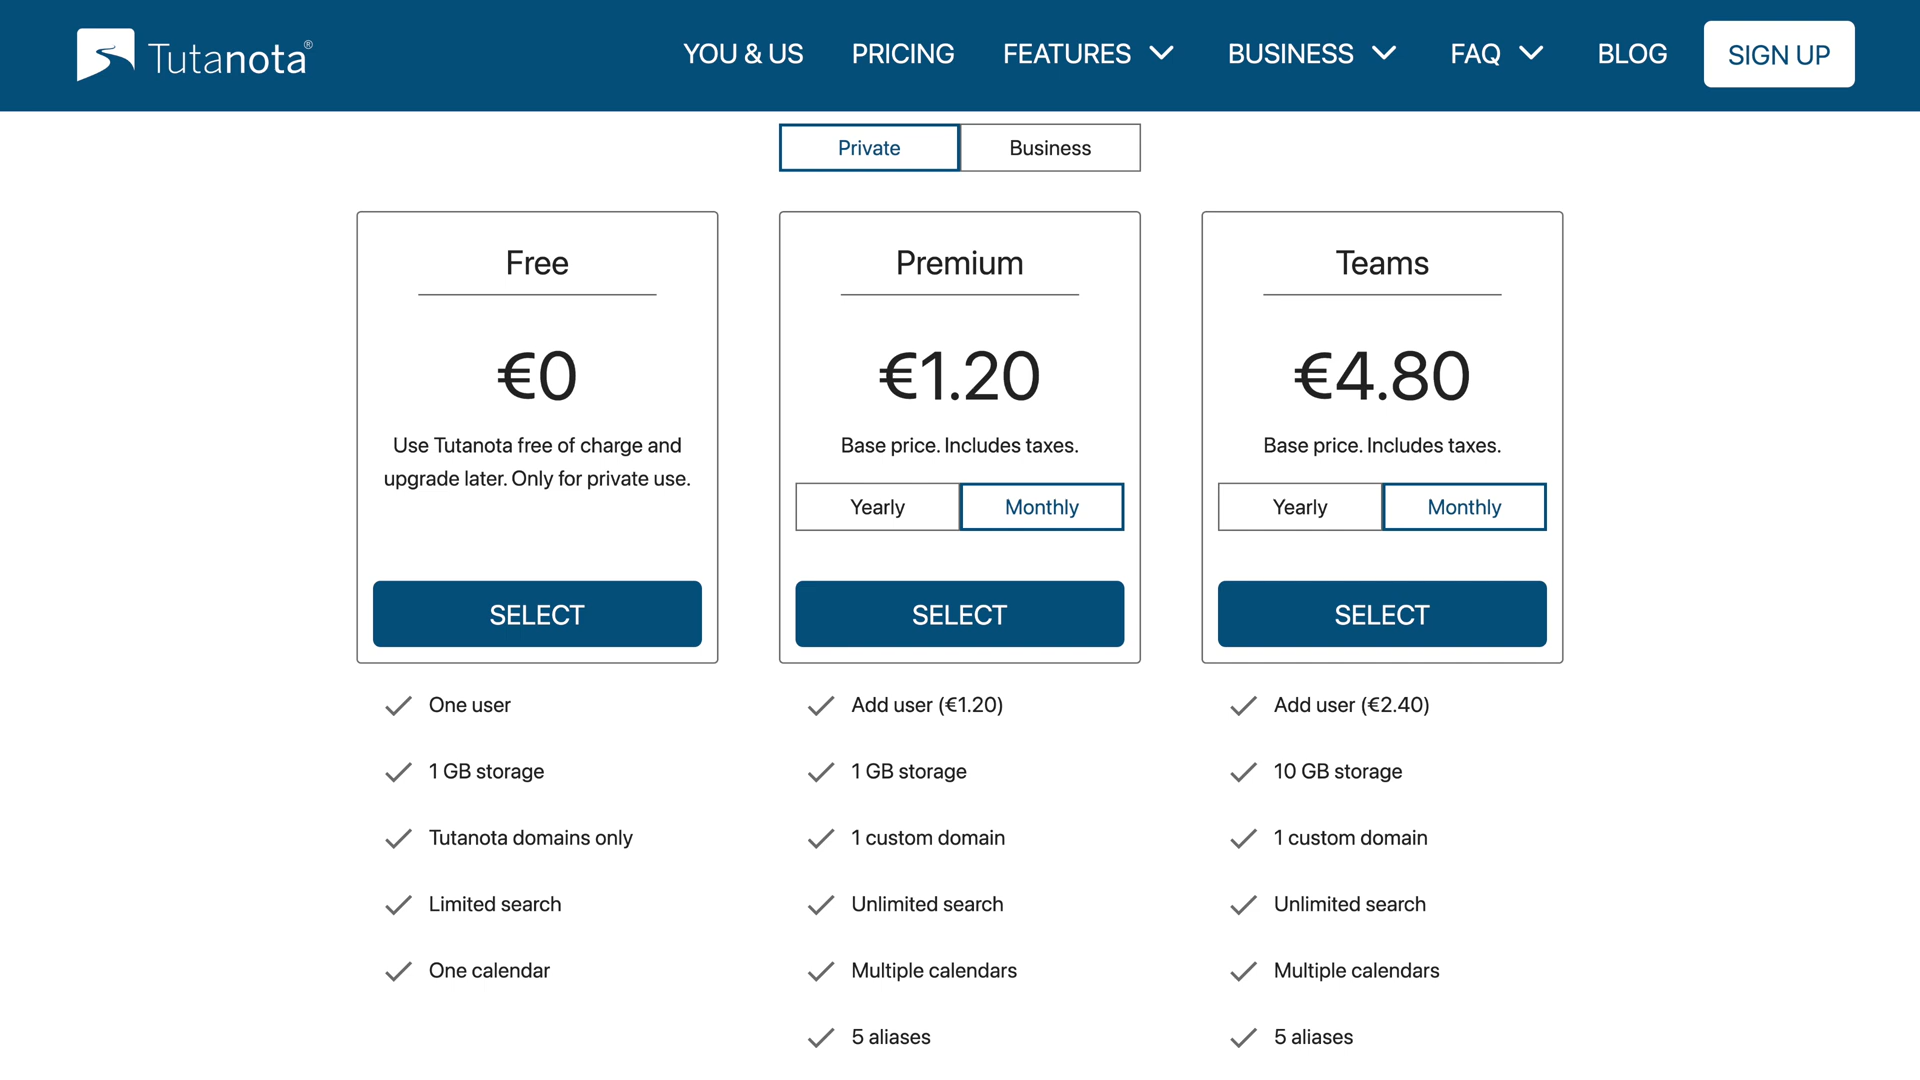 Tutanota®
YOU & US
PRICING
FEATURES
BUSINESS
FAQ
BLOG
SIGN UP
Private
Business
Free
€0
Use Tutanota free of charge and
upgrade later. Only for private use.
SELECT
One user
1 GB storage
Tutanota domains only
Limited search
One calendar
Premium
€1.20
Base price. Includes taxes.
Yearly
Monthly
SELECT
Add user (€1.20)
1 GB storage
1 custom domain
Unlimited search
Multiple calendars
5 aliases
Teams
€4.80
Base price. Includes taxes.
Yearly
Monthly
SELECT
Add user (€2.40)
10 GB storage
1 custom domain
Unlimited search
Multiple calendars
5 aliases